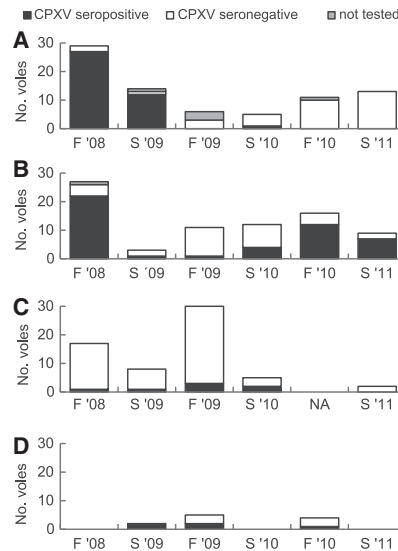 CPXV seropositive CPXV seronegative not tested
A
No. voles
30
20
10
0
F '08 S '09 F '09 S '10 F '10 S '11
B
No. voles
30
20
10
0
F '08 S ´09 F '09 S '10 F '10 S '11
C
No. voles
30
20
10
0
F '08 S '09 F '09 S '10 NA S '11
D
No. voles
30
20
10
0
F '08 S '09 F '09 S '10 F '10 S '11